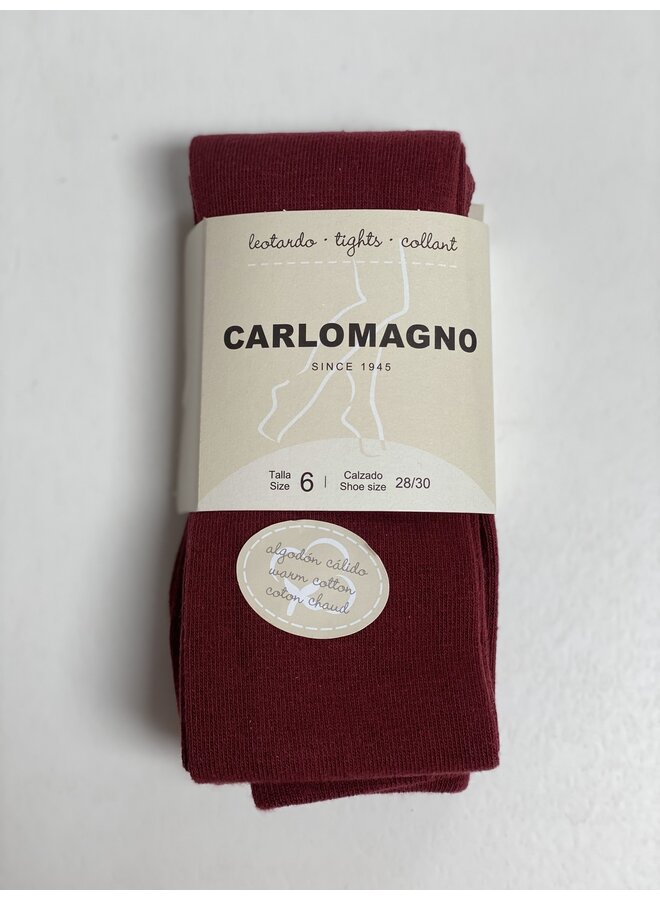 leotardo · tights · collant
CARLOMAGNO
SINCE 1945
Talla Calzado
Size 6 | Shoe size 28/30
algodón cálido
warm cotton
coton chaud